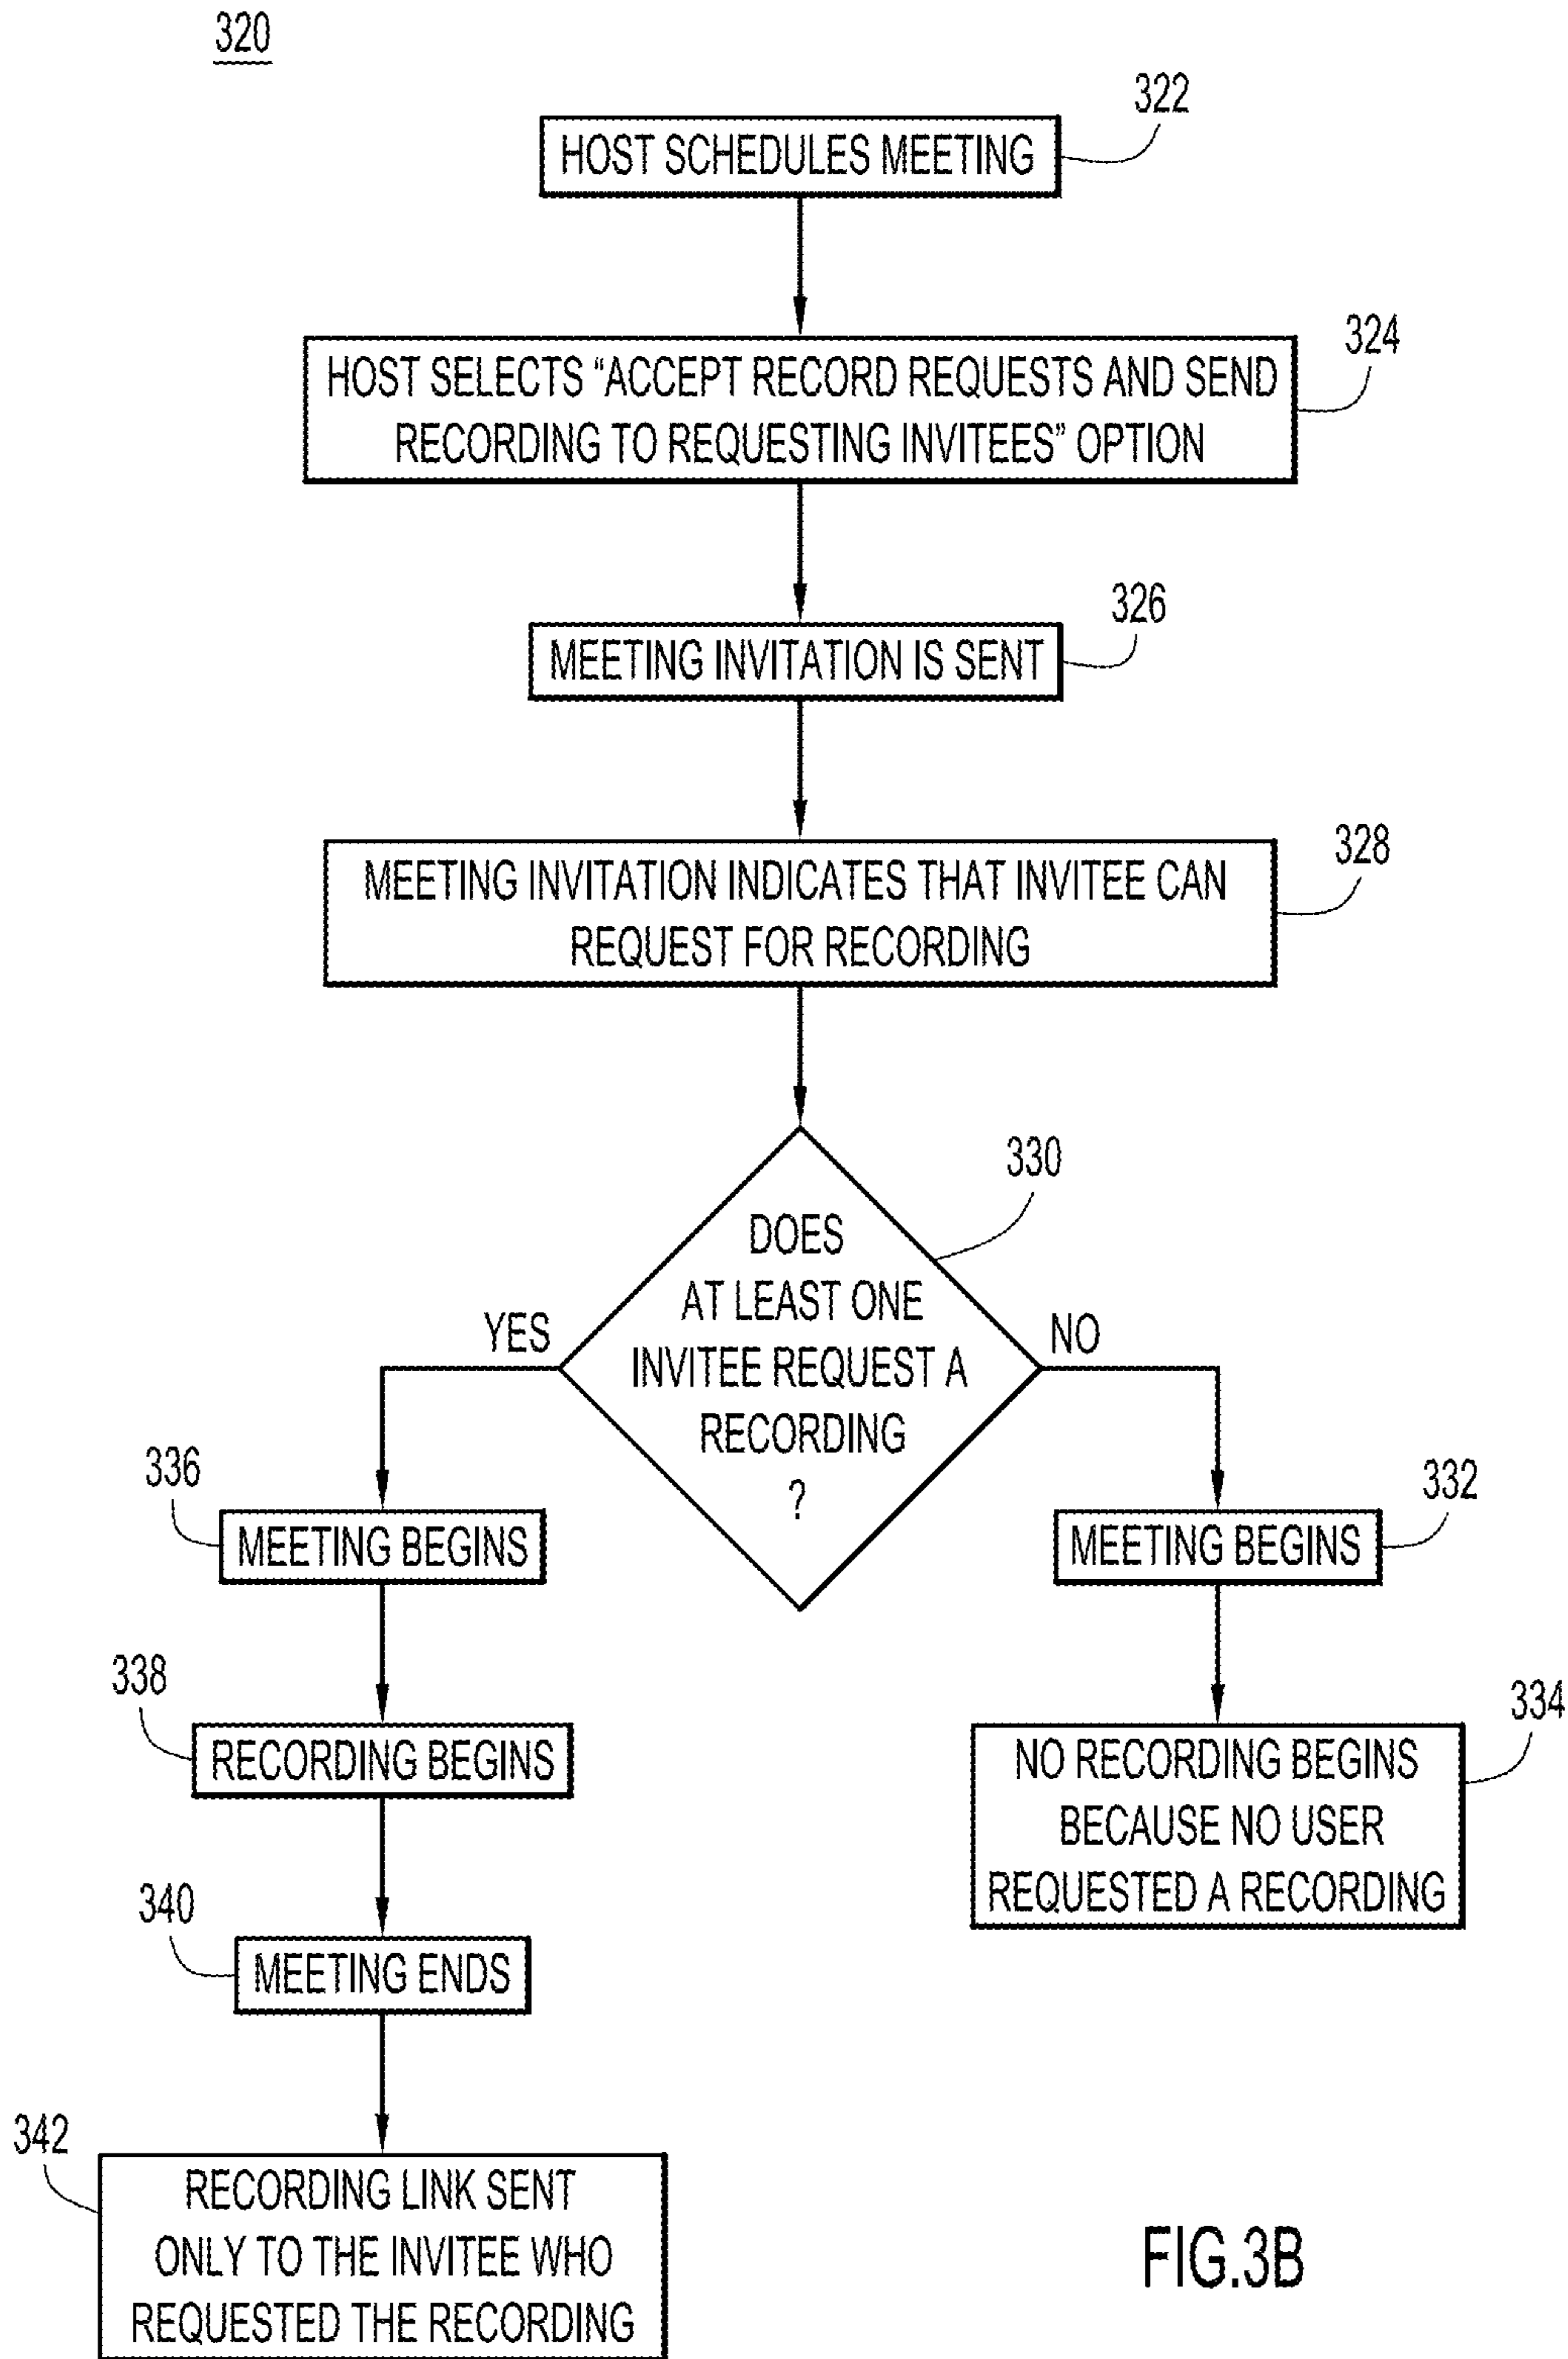 320
322
HOST SCHEDULES MEETING
324
HOST SELECTS “ACCEPT RECORD REQUESTS AND SEND
RECORDING TO REQUESTING INVITEES” OPTION
326
MEETING INVITATION IS SENT
328
MEETING INVITATION INDICATES THAT INVITEE CAN
REQUEST FOR RECORDING
330
DOES
AT LEAST ONE
INVITEE REQUEST A
RECORDING
?
YES
NO
336
MEETING BEGINS
332
MEETING BEGINS
338
RECORDING BEGINS
334
NO RECORDING BEGINS
BECAUSE NO USER
REQUESTED A RECORDING
340
MEETING ENDS
342
RECORDING LINK SENT
ONLY TO THE INVITEE WHO
REQUESTED THE RECORDING
FIG.3B